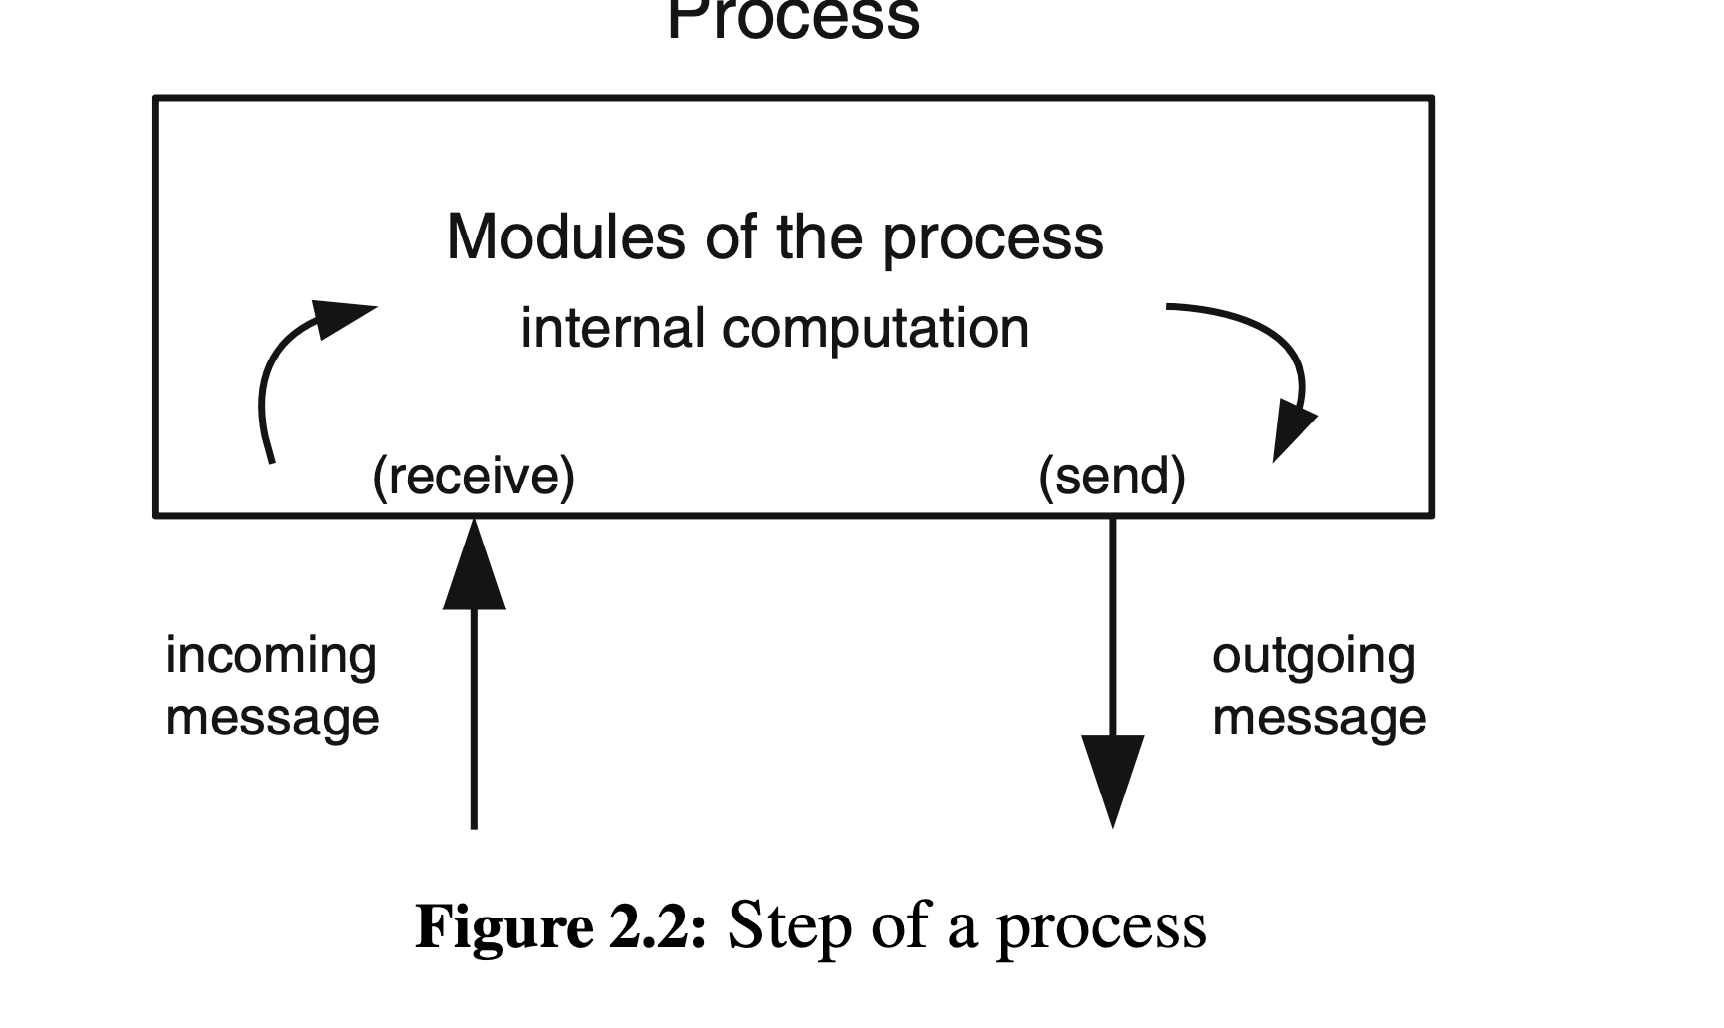 Process
Modules of the process
internal computation
(receive)
(send)
incoming
message
outgoing
message
Figure 2.2: Step of a process